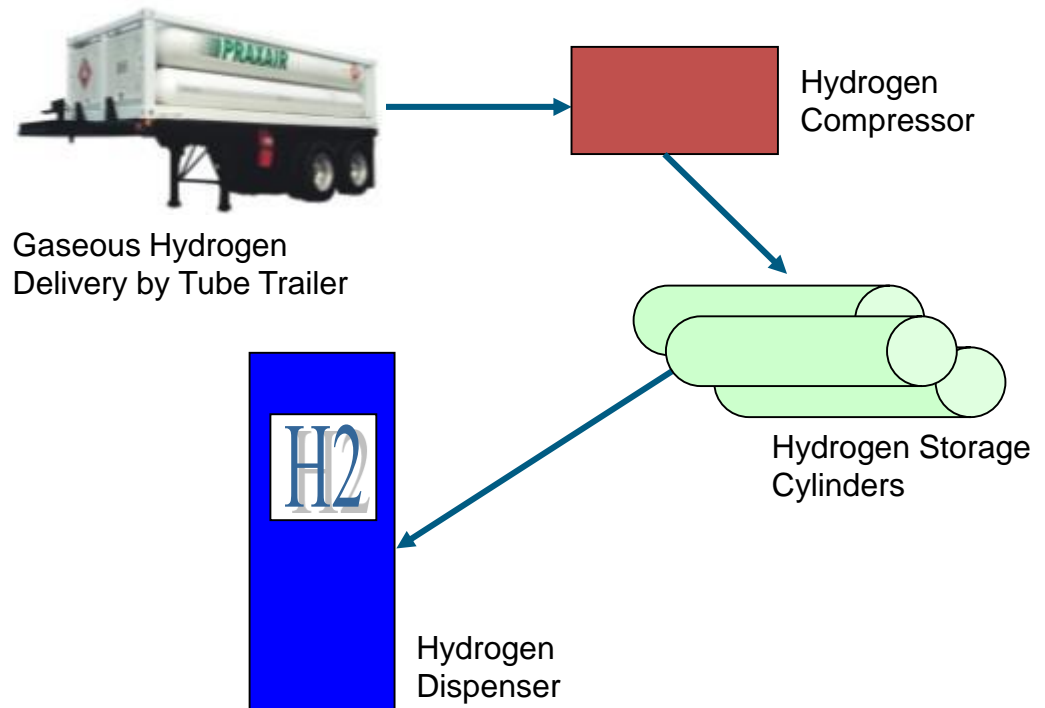 PRAXAIR
Hydrogen
Compressor
Gaseous Hydrogen
Delivery by Tube Trailer
H2
Hydrogen Storage
Cylinders
Hydrogen
Dispenser